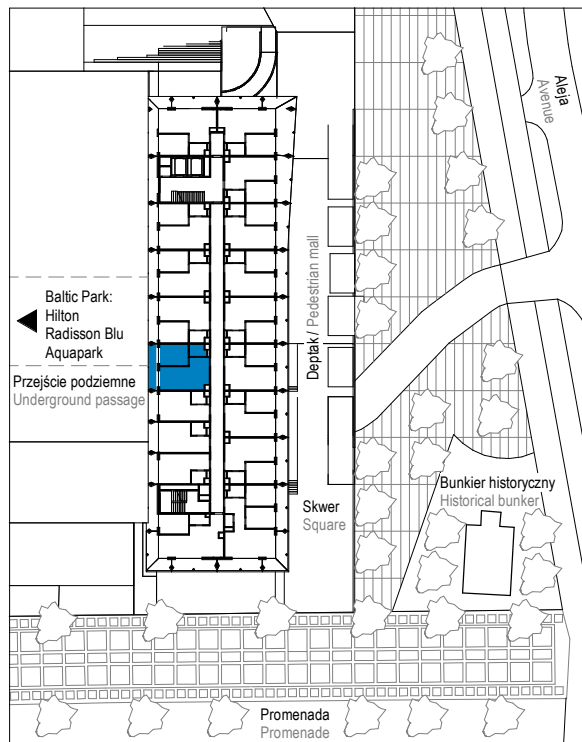 Aleja
Avenue
Baltic Park:
Hilton
Radisson Blu
Aquapark
Przejście podziemne
Underground passage
Deptak / Pedestrian mall
Skwer
Square
Bunkier historyczny
Historical bunker
Promenada
Promenade